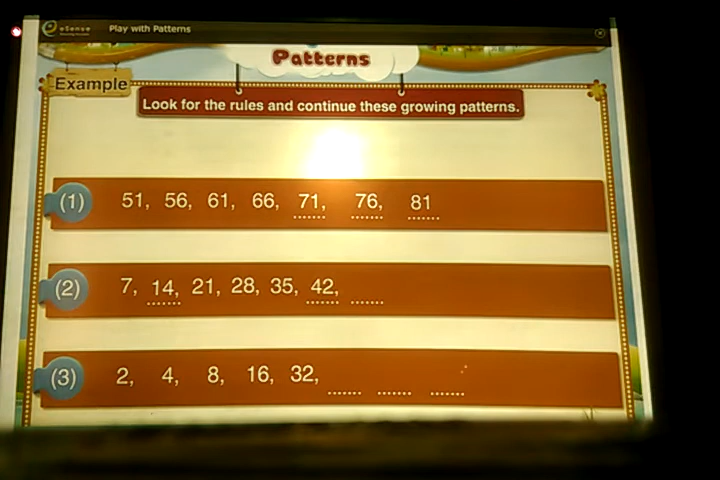 eSense
Play with Patterns
Patterns
Example
Look for the rules and continue these growing patterns.
(1) 51, 56, 61, 66, 71, 76, 81
(2) 7, 14, 21, 28, 35, 42, ......
(3) 2, 4, 8, 16, 32, ...... ...... ......